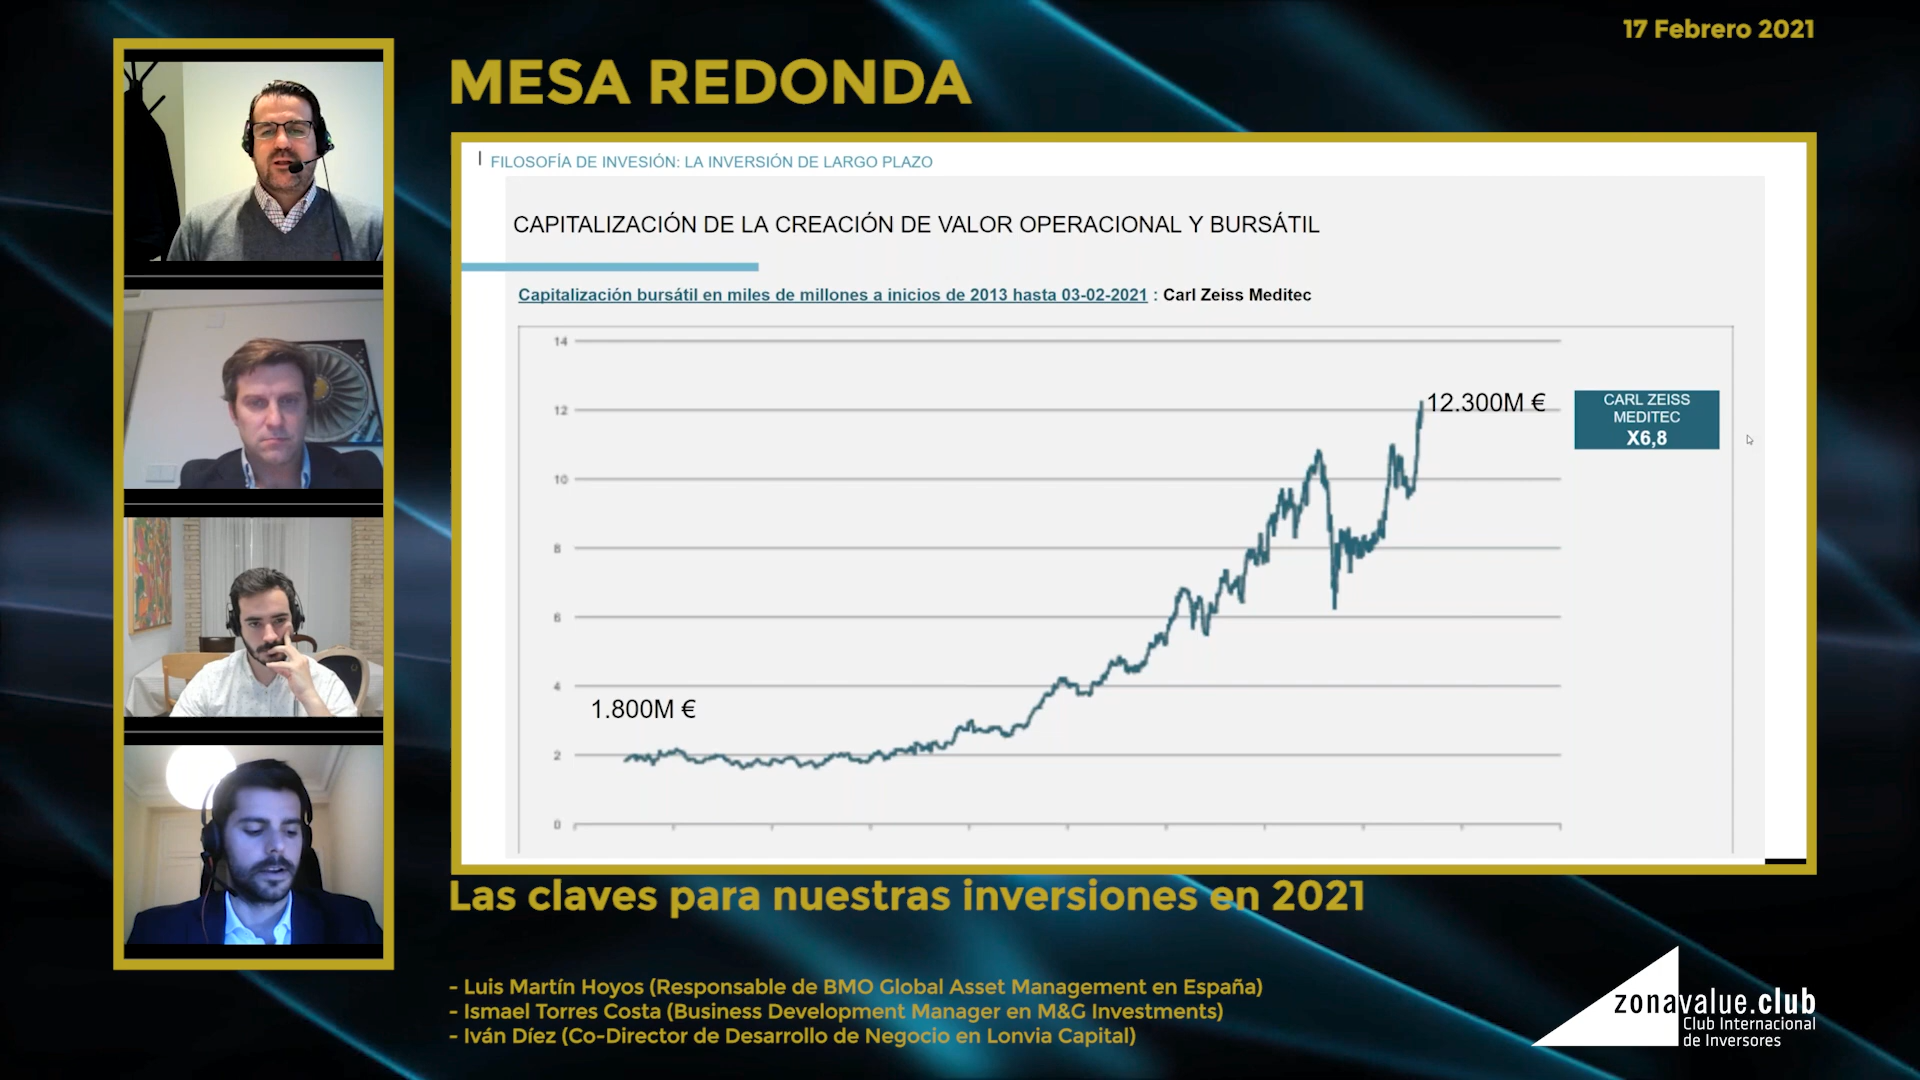 17 Febrero 2021
MESA REDONDA
FILOSOFÍA DE INVESIÓN: LA INVERSIÓN DE LARGO PLAZO
CAPITALIZACIÓN DE LA CREACIÓN DE VALOR OPERACIONAL Y BURSÁTIL
Capitalización bursátil en miles de millones a inicios de 2013 hasta 03-02-2021 : Carl Zeiss Meditec
14
12
10
8
6
4
2
0
1.800M €
12.300M €
CARL ZEISS
MEDITEC
X6,8
Las claves para nuestras inversiones en 2021
- Luis Martín Hoyos (Responsable de BMO Global Asset Management en España)
- Ismael Torres Costa (Business Development Manager en M&G Investments)
- Iván Díez (Co-Director de Desarrollo de Negocio en Lonvia Capital)
zonavalue.club
Club Internacional
de Inversores